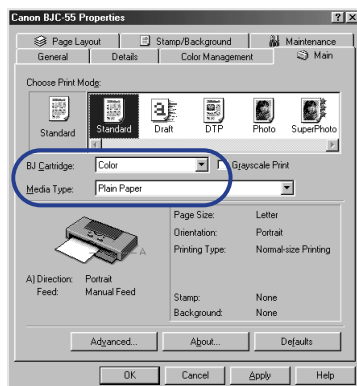 Canon BJC-55 Properties
Page Layout Stamp/Background Maintenance
General Details Color Management Main
Choose Print Mode:
Standard Standard Draft DTP Photo SuperPhoto
BJ Cartridge: Color Grayscale Print
Media Type: Plain Paper
Page Size: Letter
Orientation: Portrait
Printing Type: Normal-size Printing
A
A) Direction: Portrait
Feed: Manual Feed
Stamp: None
Background: None
Advanced... About... Defaults
OK Cancel Apply Help